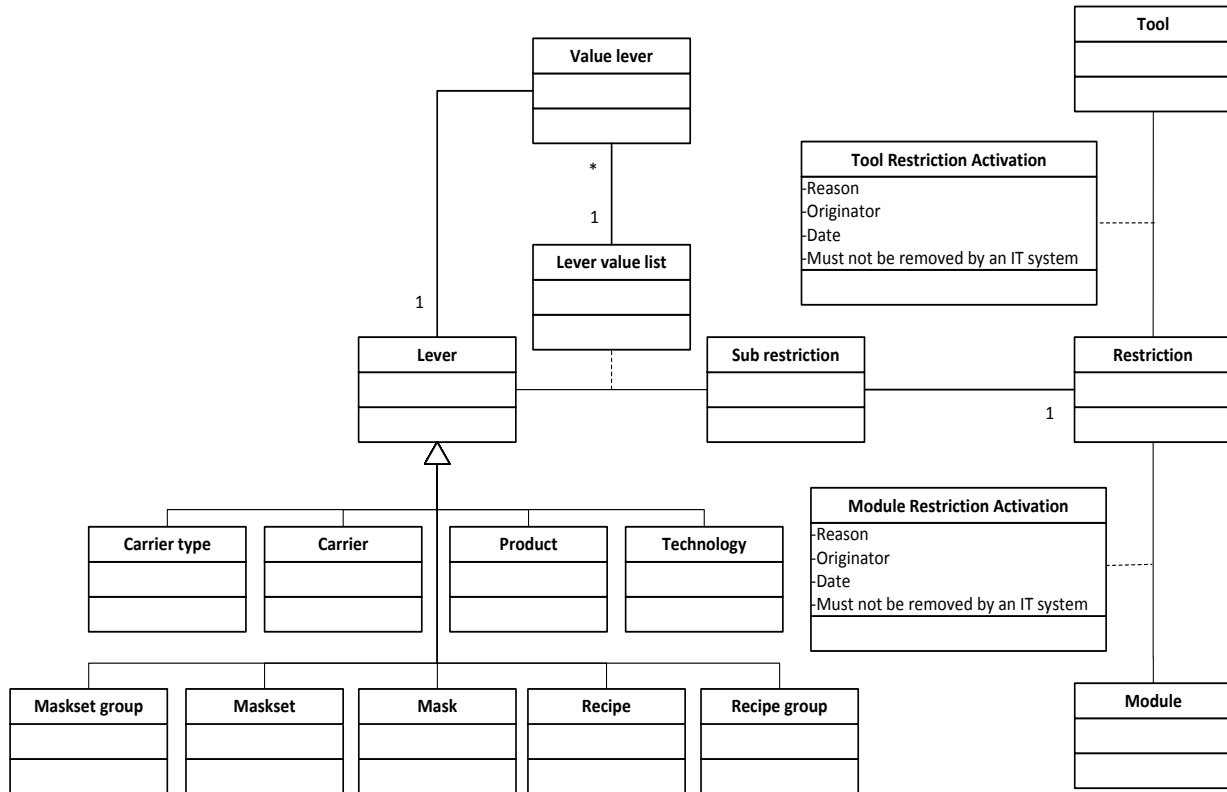 Tool
Value lever
Tool Restriction Activation
-Reason
-Originator
-Date
-Must not be removed by an IT system
*
1
Lever value list
1
Lever
Sub restriction
Restriction
1
Module Restriction Activation
-Reason
-Originator
-Date
-Must not be removed by an IT system
Carrier type
Carrier
Product
Technology
Maskset group
Maskset
Mask
Recipe
Recipe group
Module